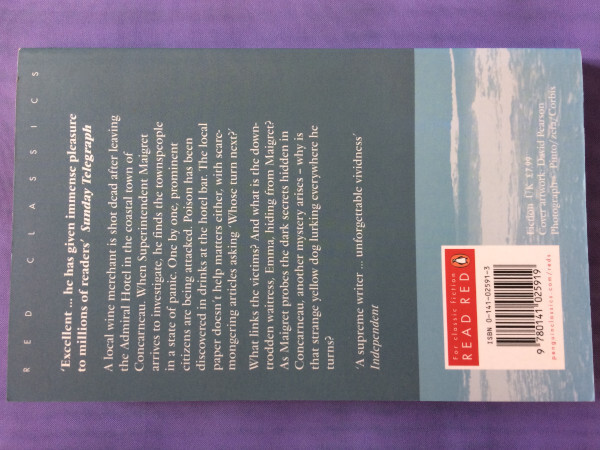 RED CLASSICS
'Excellent ... he has given immense pleasure
to millions of readers' Sunday Telegraph
A local wine merchant is shot dead after leaving
the Admiral Hotel in the coastal town of
Concarneau. When Superintendent Maigret
arrives to investigate, he finds the townspeople
in a state of panic. One by one, prominent
citizens are being attacked. Poison has been
discovered in drinks at the hotel bar. The local
paper doesn't help matters either, with scare-
mongering articles asking 'Whose turn next?'
What links the victims? And what is the down-
trodden waitress, Emma, hiding from Maigret?
As Maigret probes the dark secrets hidden in
Concarneau, another mystery arises – why is
that strange yellow dog lurking everywhere he
turns?
'A supreme writer ... unforgettable vividness'
Independent
Fiction U.K. £7.99
Cover artwork: David Pearson
Photographs: Photo/zefa/Corbis
For classic fiction
READ RED
ISBN 0-141-02591-3
9 780141 025919
penguinclassics.com/reds